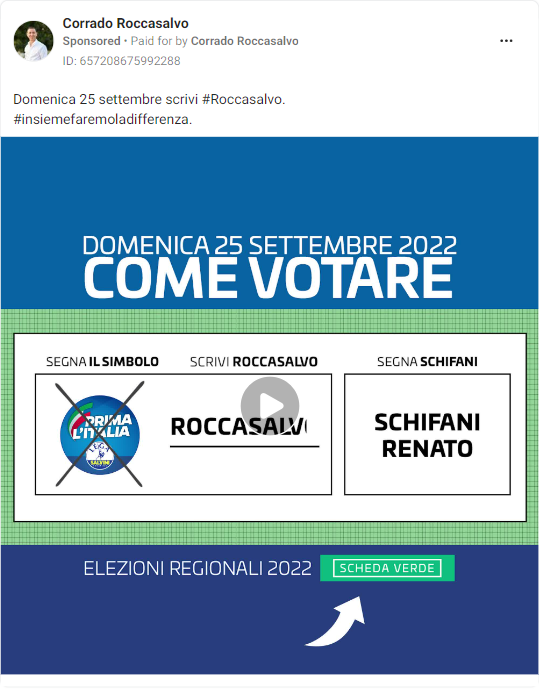 Corrado Roccasalvo
Sponsored • Paid for by Corrado Roccasalvo
ID: 657208675992288
Domenica 25 settembre scrivi #Roccasalvo.
#insiemefaremoladifferenza.
DOMENICA 25 SETTEMBRE 2022
COME VOTARE
SEGNA IL SIMBOLO
SCRIVI ROCCASALVO
SEGNA SCHIFANI
PRIMA
L'ITALIA
LEGA
SALVINI
ROCCASALV
SCHIFANI
RENATO
ELEZIONI REGIONALI 2022
SCHEDA VERDE